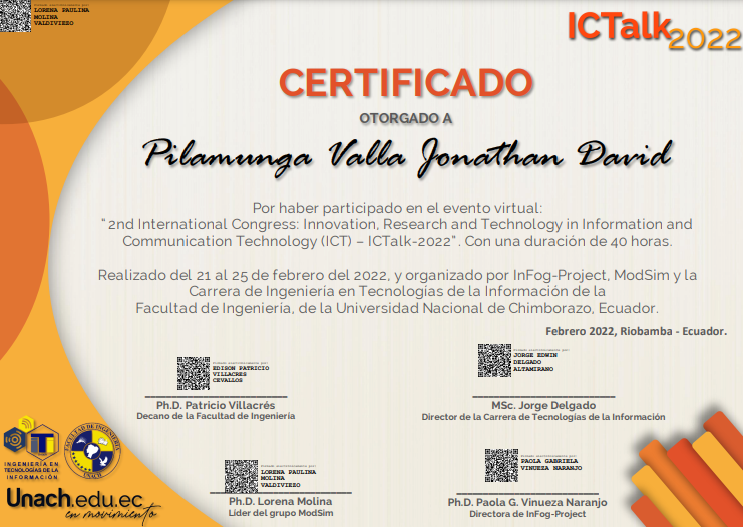 Firmado electrónicamente por:
LORENA PAULINA
MOLINA
VALDIVIEZO
ICTalk
2022
CERTIFICADO
OTORGADO A
Pilamunga Valla Jonathan David
Por haber participado en el evento virtual:
“ 2nd International Congress: Innovation, Research and Technology in Information and
Communication Technology (ICT) – ICTalk-2022” . Con una duración de 40 horas.
Realizado del 21 al 25 de febrero del 2022, y organizado por InFog-Project, ModSim y la
Carrera de Ingeniería en Tecnologías de la Información de la
Facultad de Ingeniería, de la Universidad Nacional de Chimborazo, Ecuador.
Febrero 2022, Riobamba - Ecuador.
Firmado electrónicamente por:
EDISON PATRICIO
VILLACRES
CEVALLOS
Ph.D. Patricio Villacrés
Decano de la Facultad de Ingeniería
Firmado electrónicamente por:
JORGE EDWIN
DELGADO
ALTAMIRANO
MSc. Jorge Delgado
Director de la Carrera de Tecnologías de la Información
TI
INGENIERÍA EN
TECNOLOGÍAS DE LA
INFORMACIÓN
FACULTAD DE INGENIERÍA
UNACH
Unach.edu.ec
en movimiento
Firmado electrónicamente por:
LORENA PAULINA
MOLINA
VALDIVIEZO
Ph.D. Lorena Molina
Líder del grupo ModSim
Firmado electrónicamente por:
PAOLA GABRIELA
VINUEZA NARANJO
Ph.D. Paola G. Vinueza Naranjo
Directora de InFog-Project